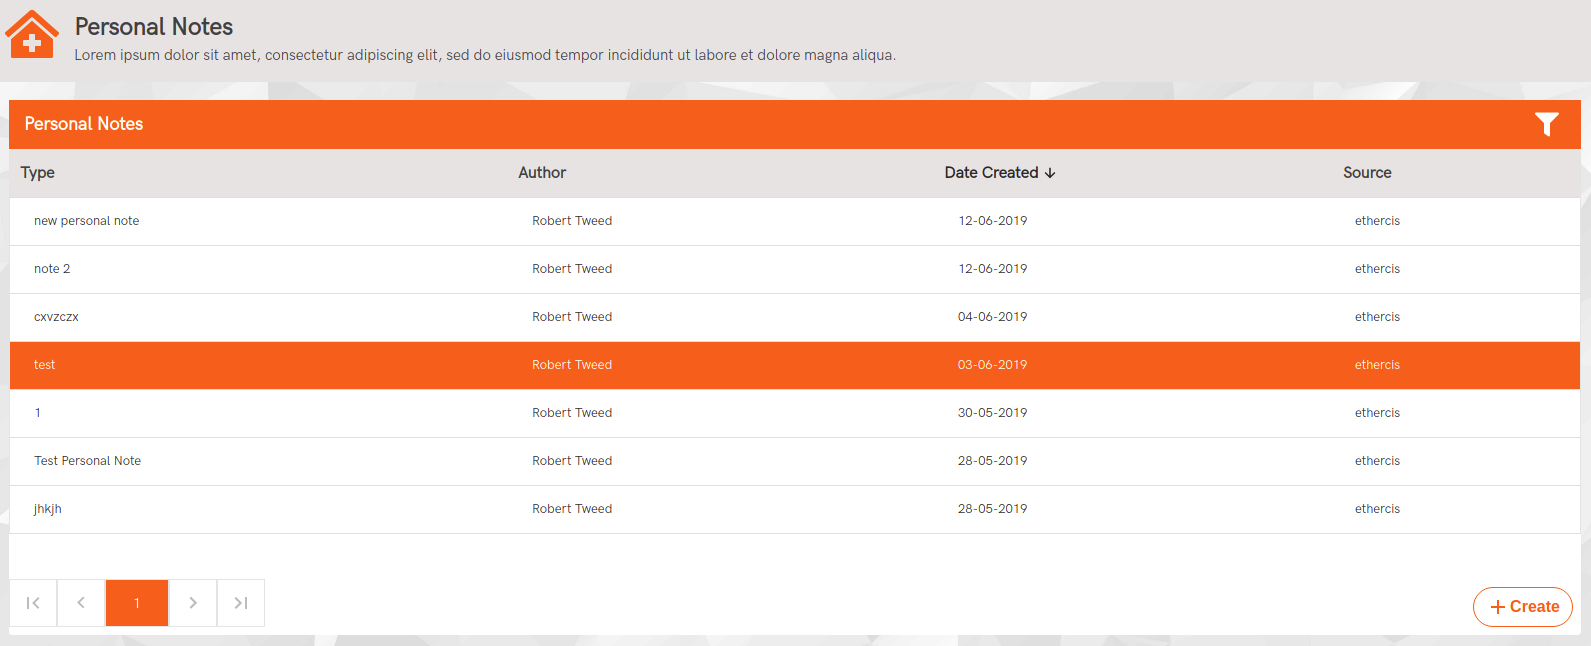 Personal Notes
Lorem ipsum dolor sit amet, consectetur adipiscing elit, sed do eiusmod tempor incididunt ut labore et dolore magna aliqua.
Personal Notes
Type Author Date Created ↓ Source
new personal note Robert Tweed 12-06-2019 ethercis
note 2 Robert Tweed 12-06-2019 ethercis
cxvzczx Robert Tweed 04-06-2019 ethercis
test Robert Tweed 03-06-2019 ethercis
1 Robert Tweed 30-05-2019 ethercis
Test Personal Note Robert Tweed 28-05-2019 ethercis
jhkjh Robert Tweed 28-05-2019 ethercis
1
+ Create